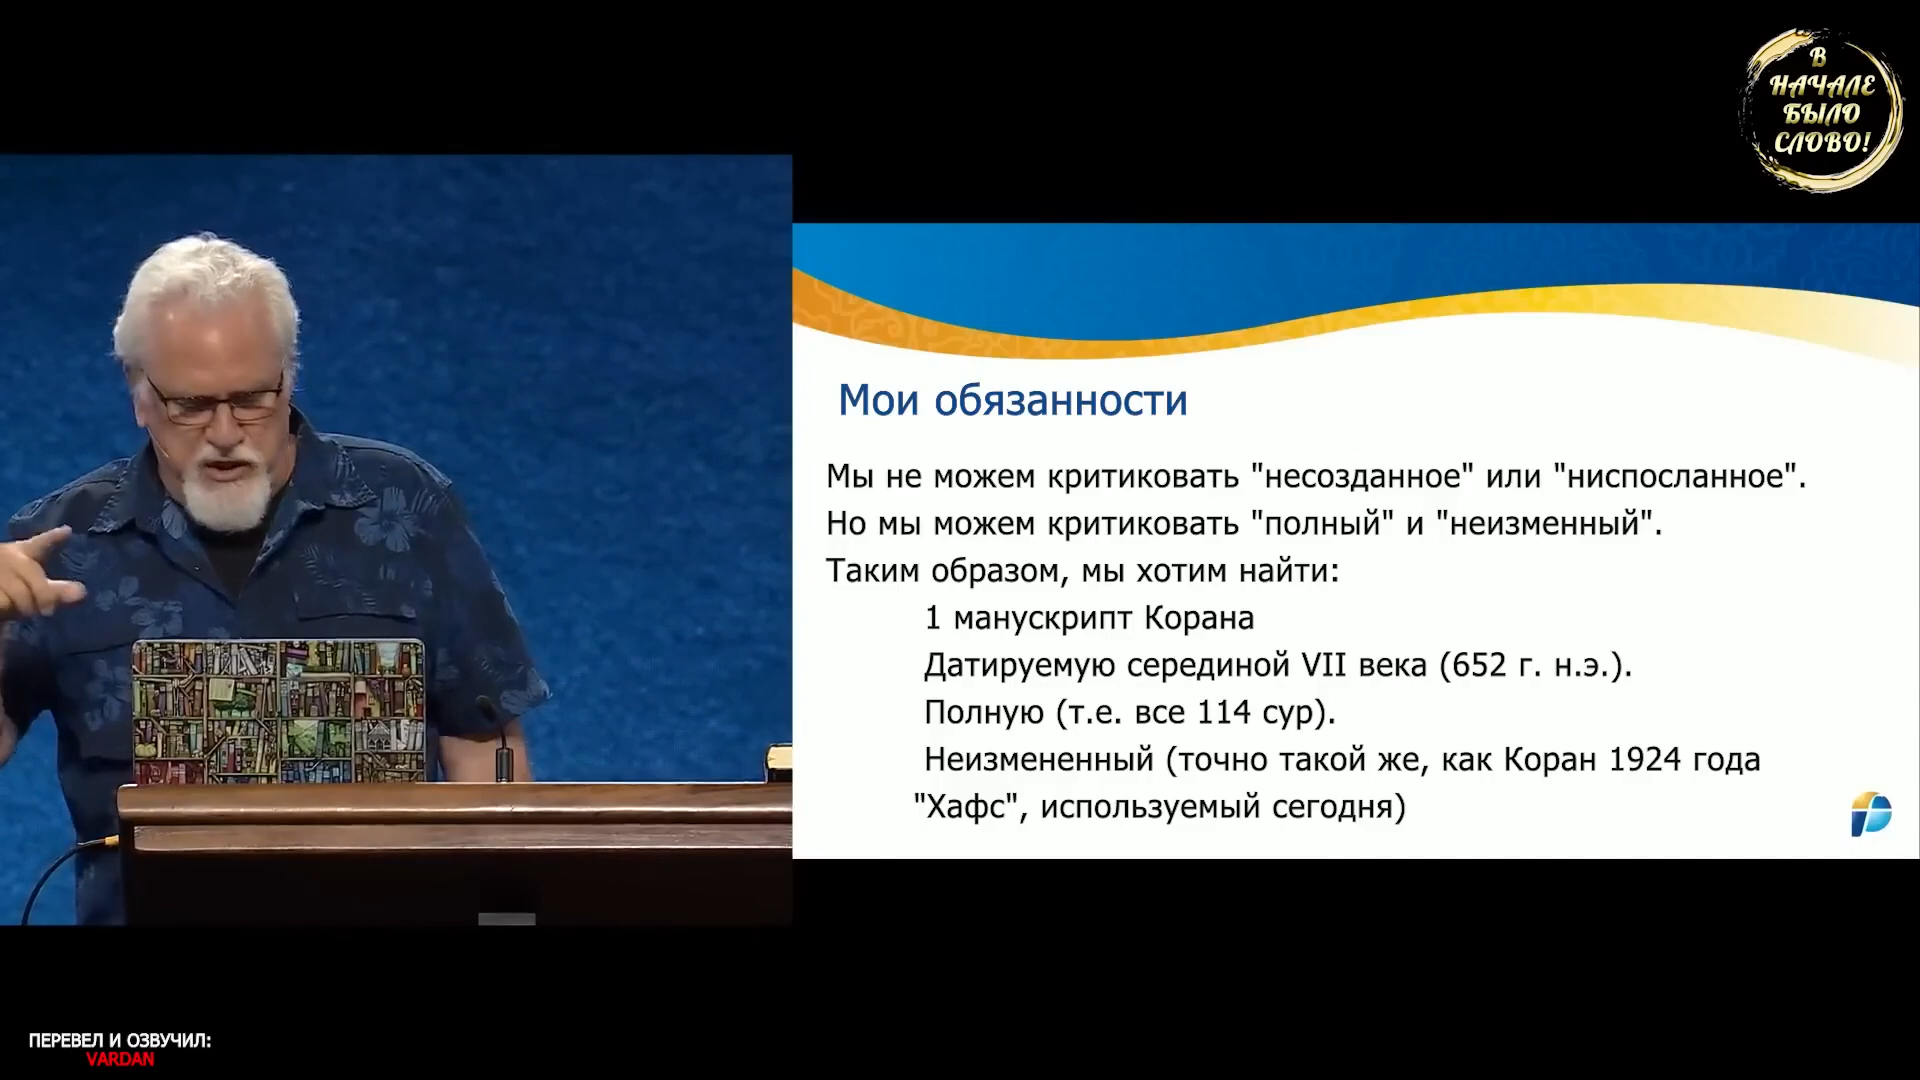 В
НАЧАЛЕ
БЫЛО
СЛОВО!
Мои обязанности
Мы не можем критиковать "несозданное" или "ниспосланное".
Но мы можем критиковать "полный" и "неизменный".
Таким образом, мы хотим найти:
1 манускрипт Корана
Датируемую серединой VII века (652 г. н.э.).
Полную (т.е. все 114 сур).
Неизмененный (точно такой же, как Коран 1924 года
"Хафс", используемый сегодня)
ПЕРЕВЕЛ И ОЗВУЧИЛ:
VARDAN